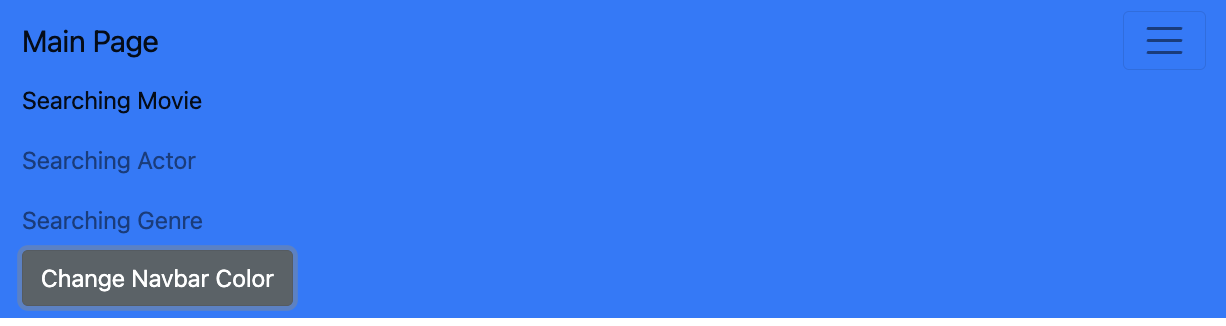 Main Page
Searching Movie
Searching Actor
Searching Genre
Change Navbar Color